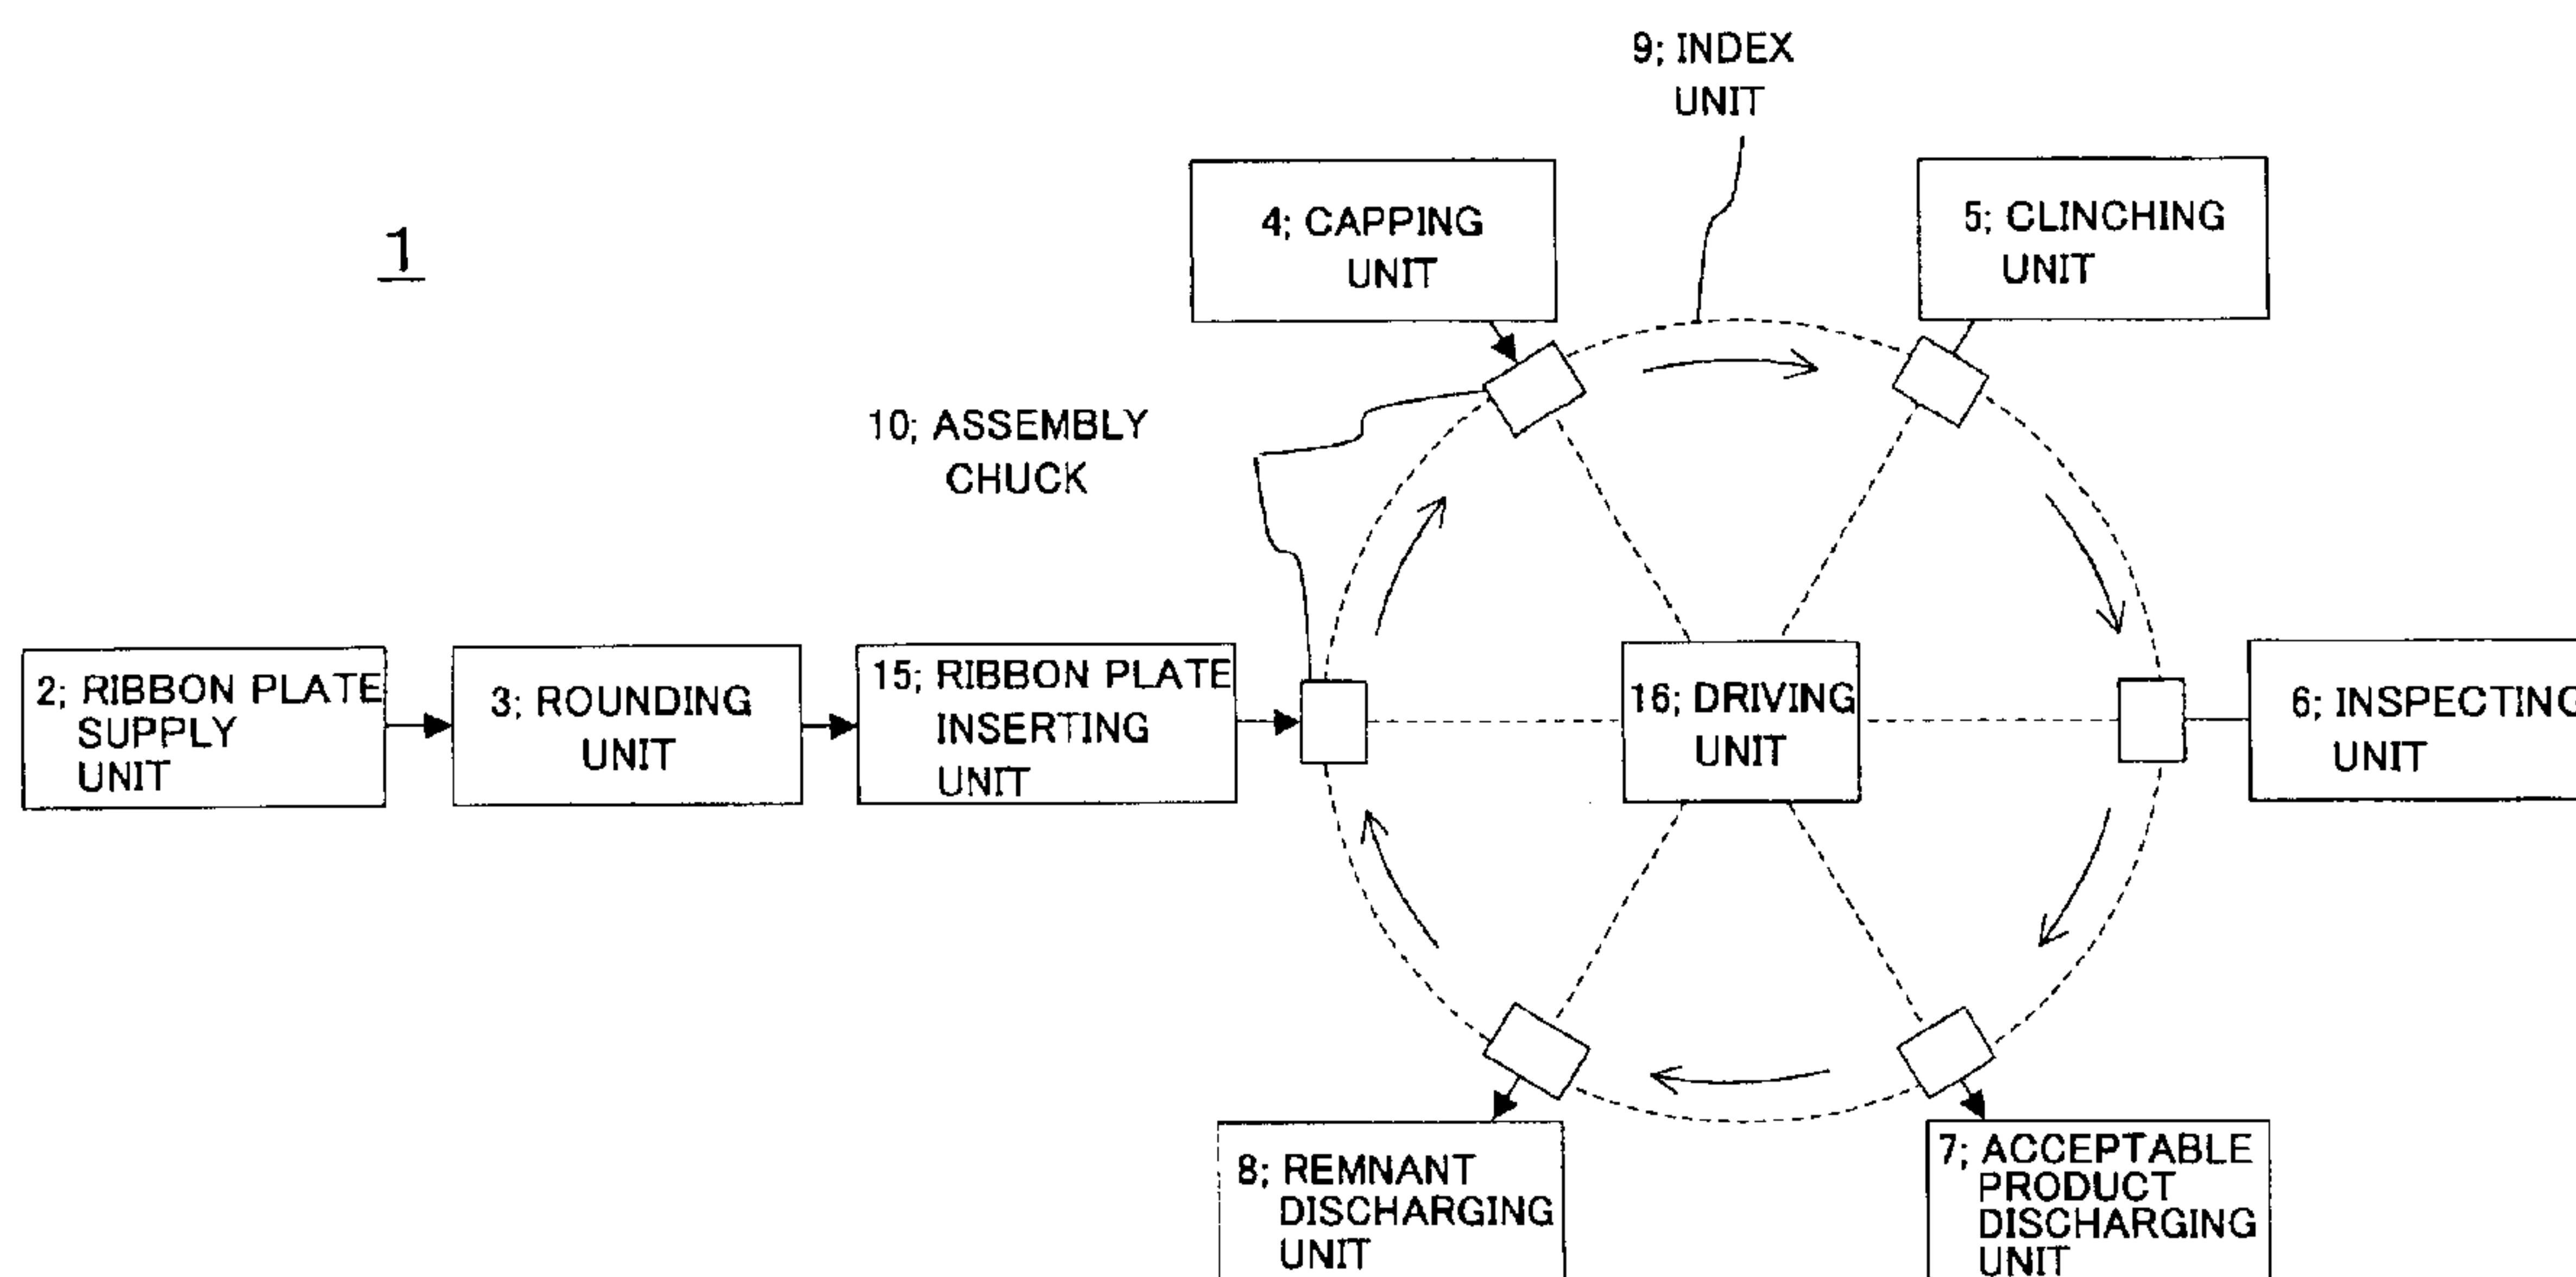 9; INDEX
UNIT
1
4; CAPPING
UNIT
5; CLINCHING
UNIT
10; ASSEMBLY
CHUCK
2; RIBBON PLATE
SUPPLY
UNIT
3; ROUNDING
UNIT
15; RIBBON PLATE
INSERTING
UNIT
16; DRIVING
UNIT
6; INSPECTING
UNIT
8; REMNANT
DISCHARGING
UNIT
7; ACCEPTABLE
PRODUCT
DISCHARGING
UNIT